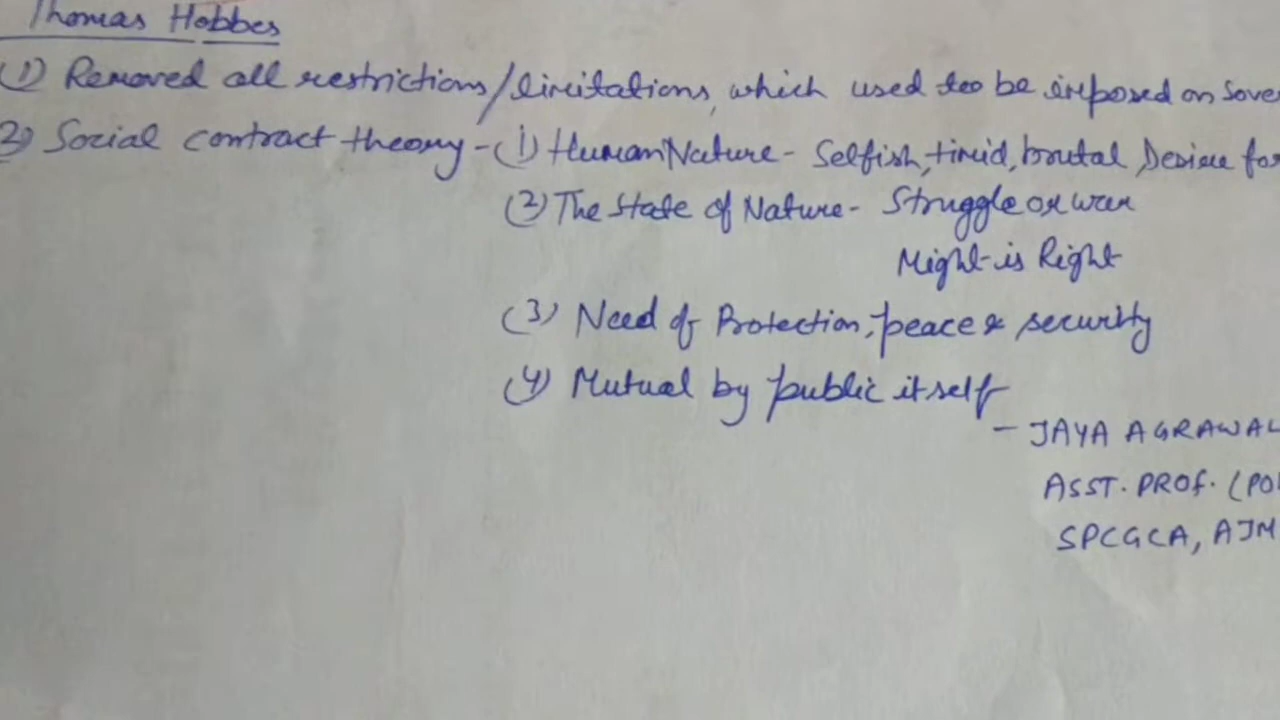 Thomas Hobbes
(1) Removed all restrictions/limitations, which used too be imposed on Sove
2) Social contract theory - (1) Human Nature - Selfish, timid, brutal, Desire for
(2) The State of Nature - Struggle or war
Might is Right
(3) Need of Protection, peace & security
(4) Mutual by public itself
- JAYA AGRAWAL
ASST. PROF. (POL
SPCGCA, AJM